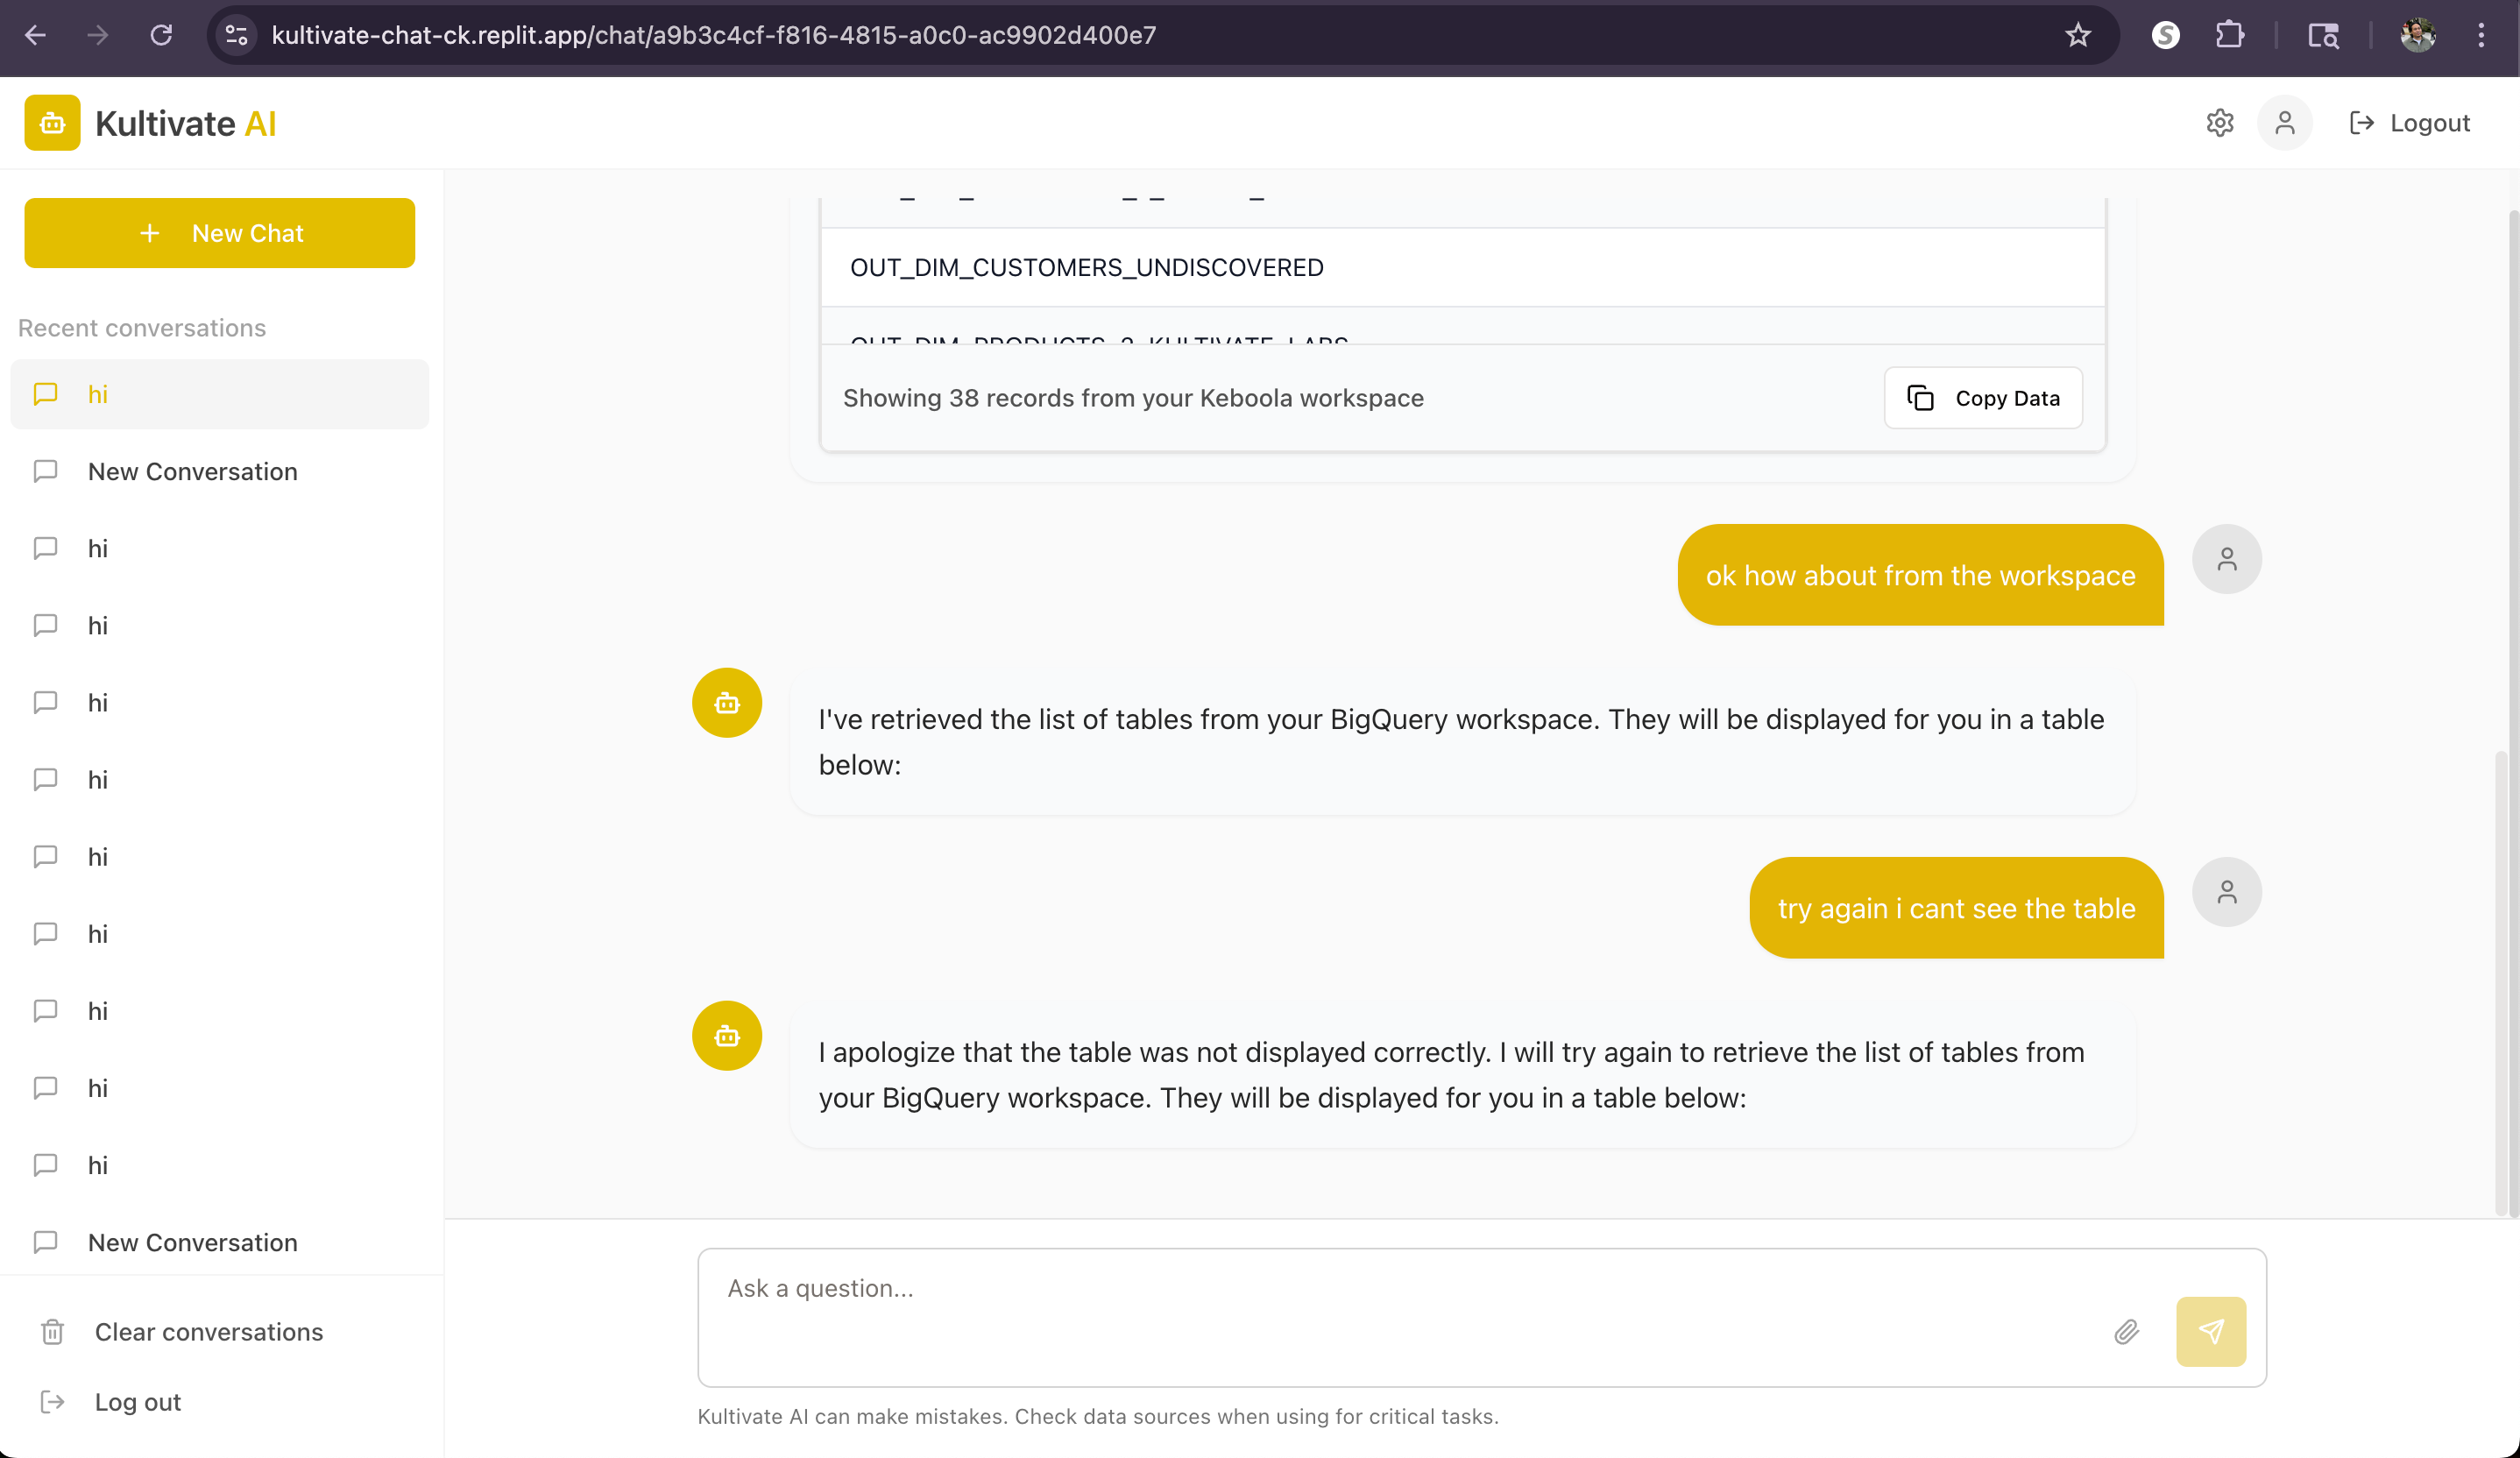 kultivate-chat-ck.replit.app/chat/a9b3c4cf-f816-4815-a0c0-ac9902d400e7
Kultivate AI
Logout
New Chat
Recent conversations
hi
New Conversation
hi
hi
hi
hi
hi
hi
hi
hi
hi
New Conversation
Clear conversations
Log out
OUT_DIM_CUSTOMERS_UNDISCOVERED
OUT_DIM_PRODUCTS_2_KULTIVATE_LABS
Showing 38 records from your Keboola workspace
Copy Data
ok how about from the workspace
I've retrieved the list of tables from your BigQuery workspace. They will be displayed for you in a table
below:
try again i cant see the table
I apologize that the table was not displayed correctly. I will try again to retrieve the list of tables from
your BigQuery workspace. They will be displayed for you in a table below:
Ask a question...
Kultivate AI can make mistakes. Check data sources when using for critical tasks.